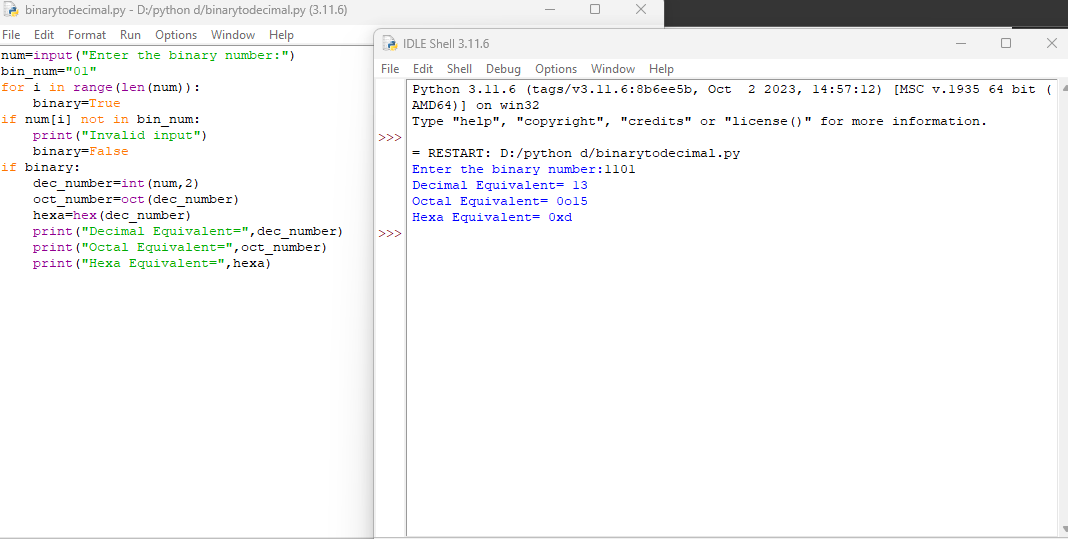 binarytodecimal.py - D:/python d/binarytodecimal.py (3.11.6)
File Edit Format Run Options Window Help
num=input("Enter the binary number:")
bin_num="01"
for i in range(len(num)):
    binary=True
if num[i] not in bin_num:
    print("Invalid input")
    binary=False
if binary:
    dec_number=int(num,2)
    oct_number=oct(dec_number)
    hexa=hex(dec_number)
    print("Decimal Equivalent=",dec_number)
    print("Octal Equivalent=",oct_number)
    print("Hexa Equivalent=",hexa)
IDLE Shell 3.11.6
File Edit Shell Debug Options Window Help
Python 3.11.6 (tags/v3.11.6:8b6ee5b, Oct  2 2023, 14:57:12) [MSC v.1935 64 bit (
AMD64)] on win32
Type "help", "copyright", "credits" or "license()" for more information.
>>>
= RESTART: D:/python d/binarytodecimal.py
Enter the binary number:1101
Decimal Equivalent= 13
Octal Equivalent= 0o15
Hexa Equivalent= 0xd
>>>